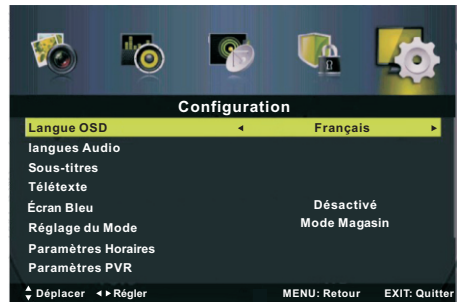 Configuration
Langue OSD ◄ Français ►
langues Audio
Sous-titres
Télétexte
Écran Bleu Désactivé
Réglage du Mode Mode Magasin
Paramètres Horaires
Paramètres PVR
▲▼ Déplacer ◄ ► Régler MENU: Retour EXIT: Quitter